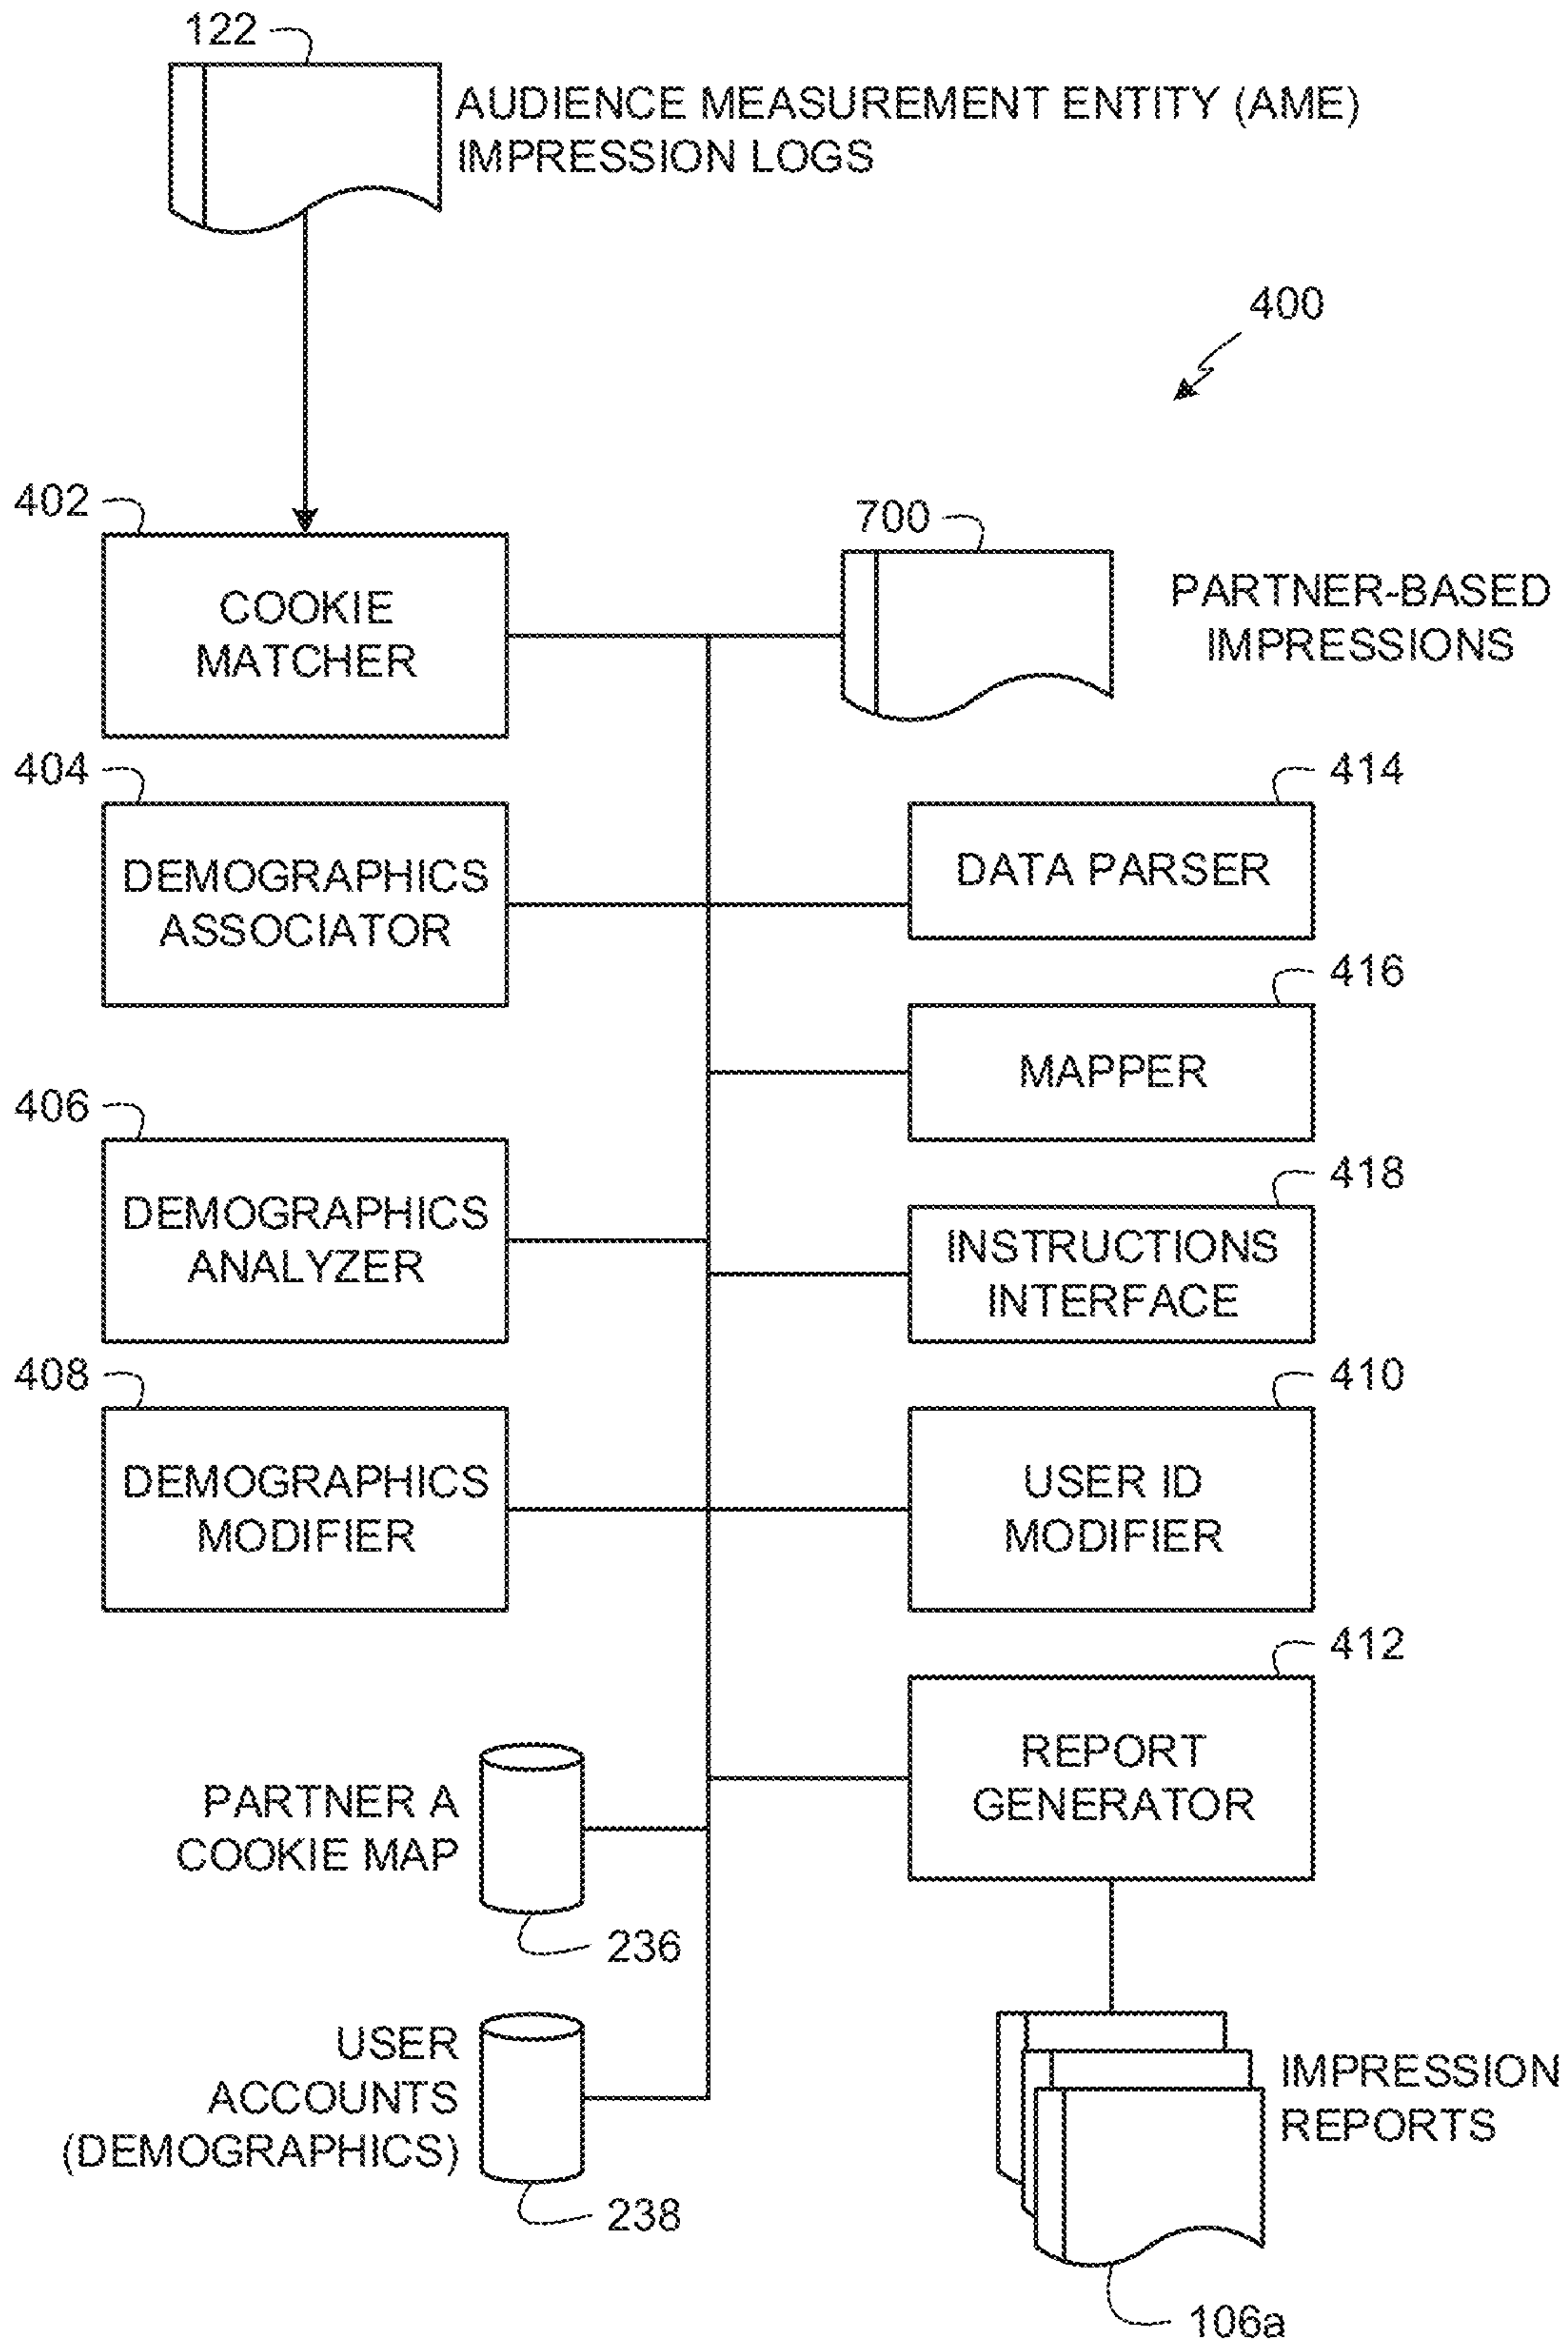 122
AUDIENCE MEASUREMENT ENTITY (AME)
IMPRESSION LOGS
400
402
COOKIE
MATCHER
700
PARTNER-BASED
IMPRESSIONS
404
DEMOGRAPHICS
ASSOCIATOR
414
DATA PARSER
416
MAPPER
406
DEMOGRAPHICS
ANALYZER
418
INSTRUCTIONS
INTERFACE
408
DEMOGRAPHICS
MODIFIER
410
USER ID
MODIFIER
412
REPORT
GENERATOR
PARTNER A
COOKIE MAP
236
USER
ACCOUNTS
(DEMOGRAPHICS)
238
IMPRESSION
REPORTS
106a